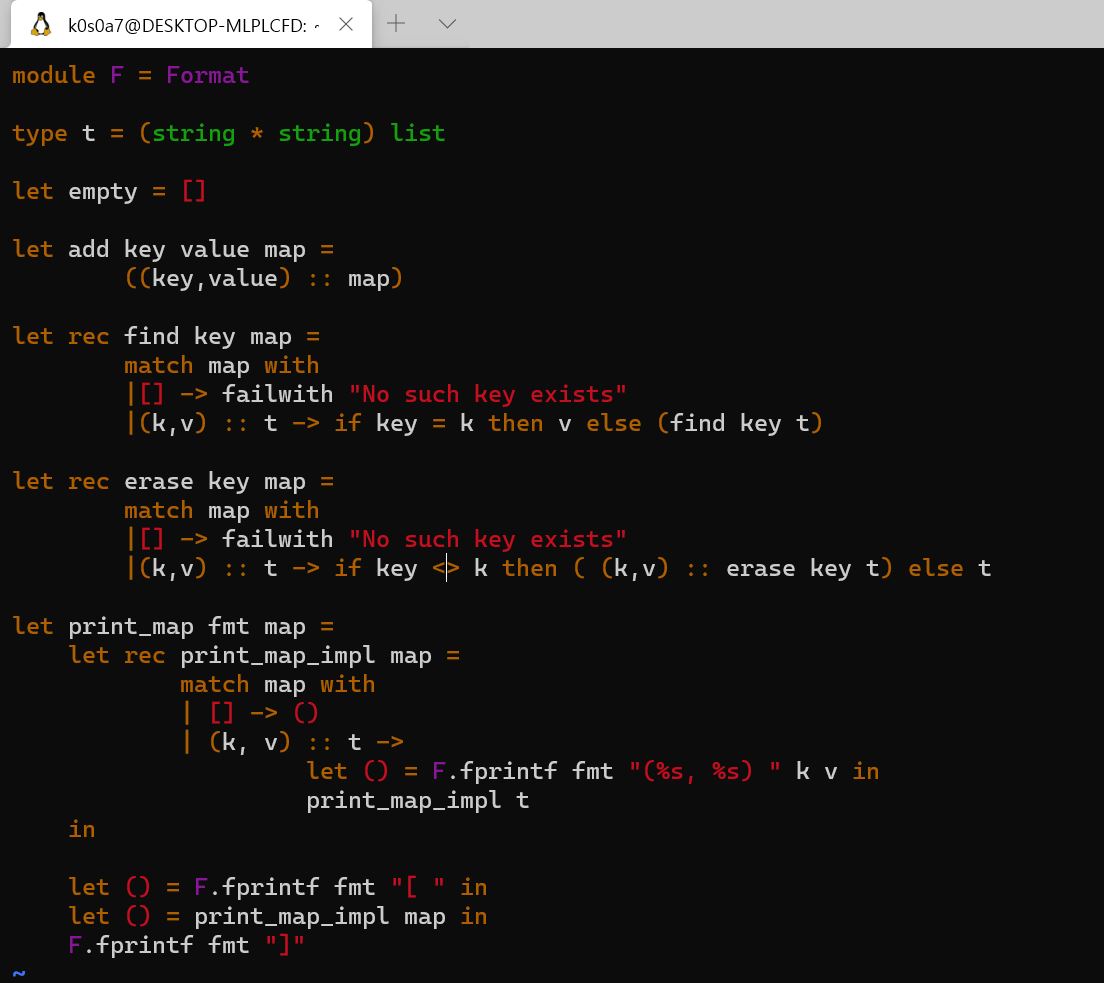 k0s0a7@DESKTOP-MLPLCFD: ~
module F = Format
type t = (string * string) list
let empty = []
let add key value map =
        ((key,value) :: map)
let rec find key map =
        match map with
        |[] -> failwith "No such key exists"
        |(k,v) :: t -> if key = k then v else (find key t)
let rec erase key map =
        match map with
        |[] -> failwith "No such key exists"
        |(k,v) :: t -> if key <> k then ( (k,v) :: erase key t) else t
let print_map fmt map =
    let rec print_map_impl map =
            match map with
            | [] -> ()
            | (k, v) :: t ->
                     let () = F.fprintf fmt "(%s, %s) " k v in
                     print_map_impl t
    in
    let () = F.fprintf fmt "[ " in
    let () = print_map_impl map in
    F.fprintf fmt "]"
~